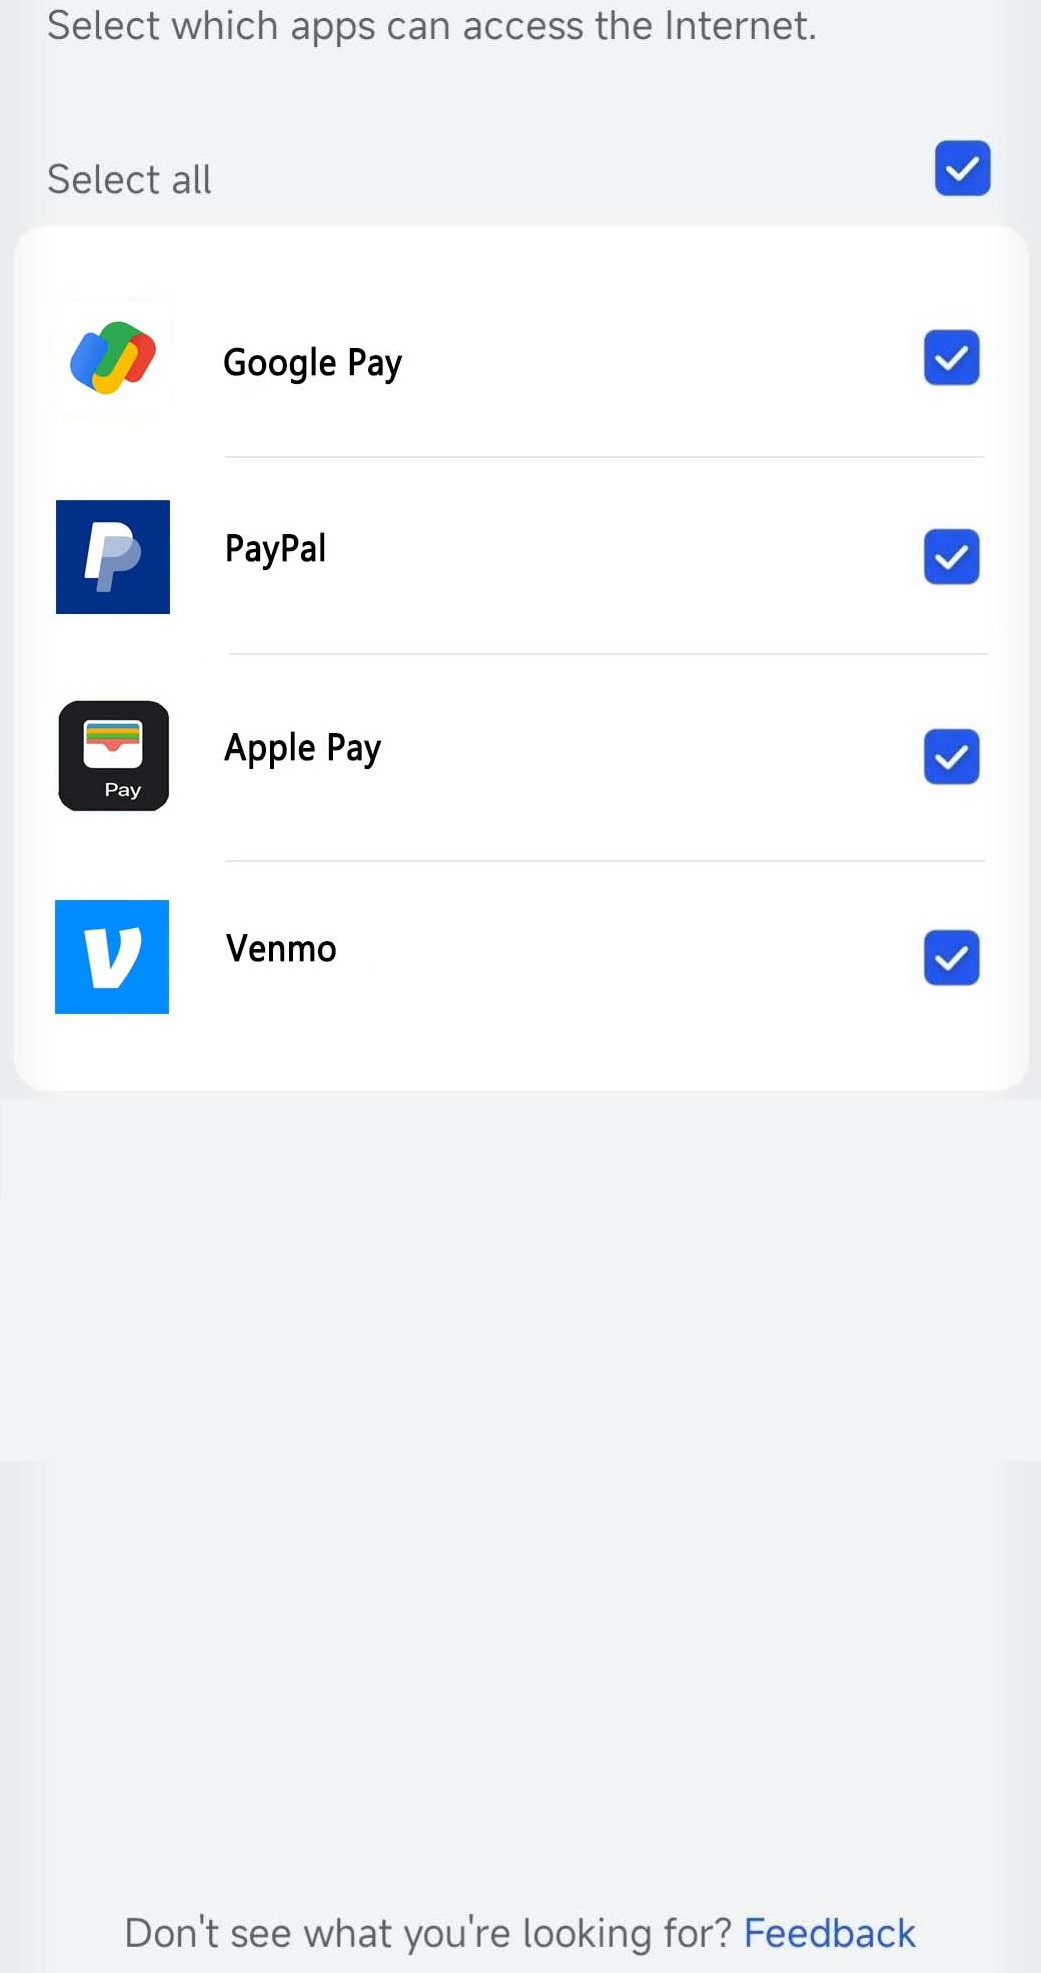 Select which apps can access the Internet.
Select all
Google Pay
PayPal
Apple Pay
Pay
Venmo
Don't see what you're looking for? Feedback